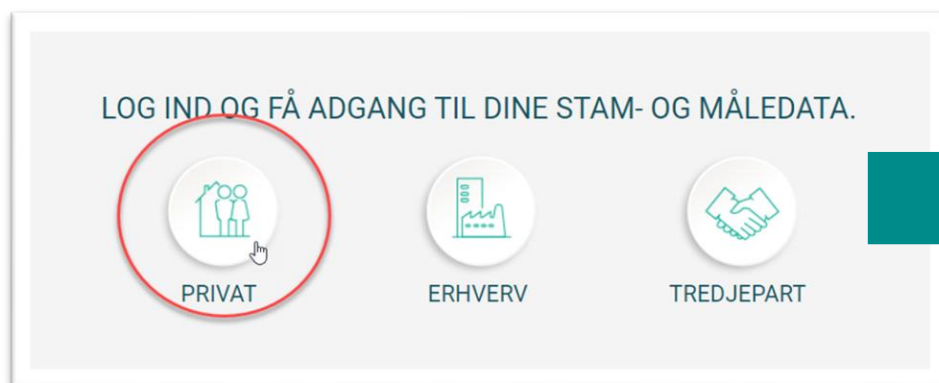 LOG IND OG FÅ ADGANG TIL DINE STAM- OG MÅLEDATA.
PRIVAT
ERHVERV
TREDJEPART